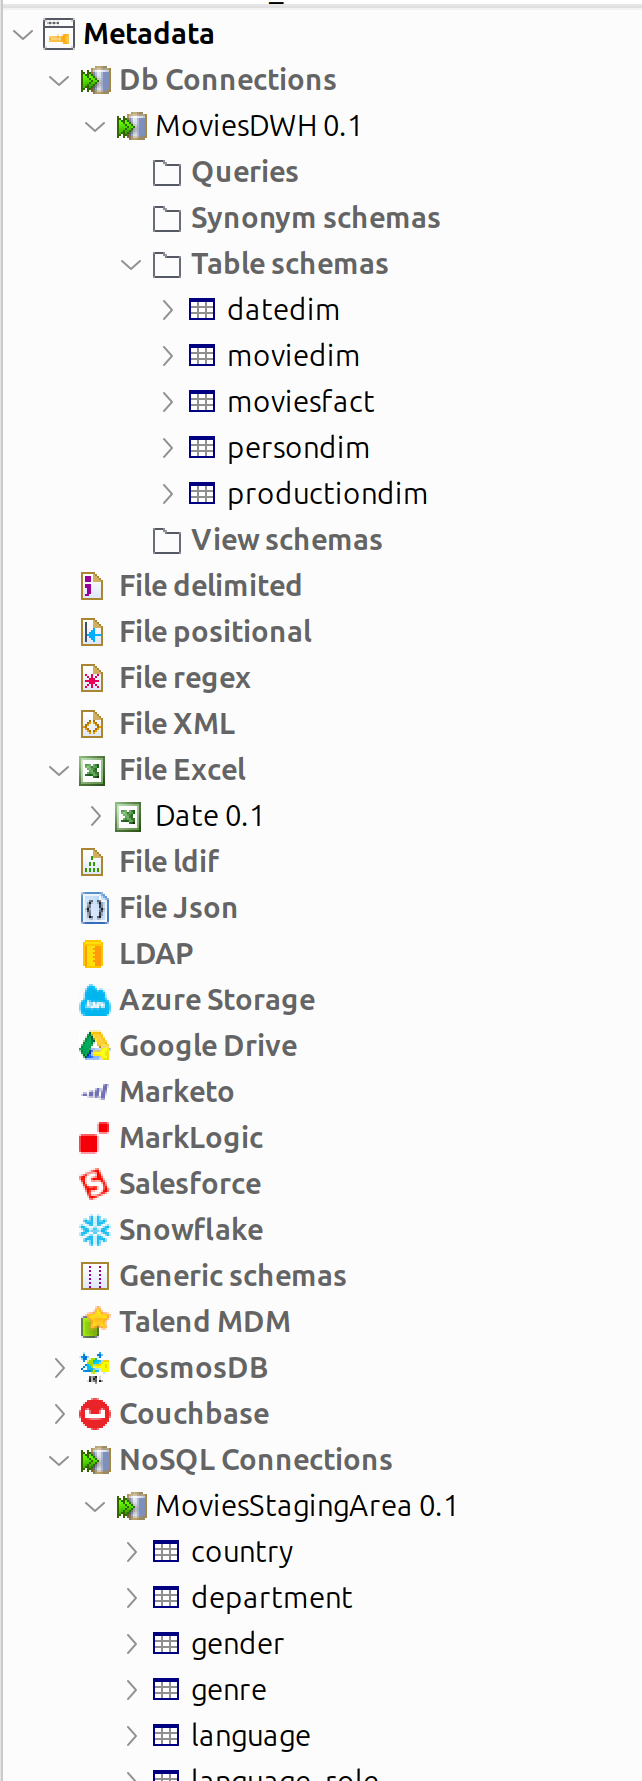 Metadata
Db Connections
MoviesDWH 0.1
Queries
Synonym schemas
Table schemas
datedim
moviedim
moviesfact
persondim
productiondim
View schemas
File delimited
File positional
File regex
File XML
File Excel
Date 0.1
File ldif
File Json
LDAP
Azure Storage
Google Drive
Marketo
MarkLogic
Salesforce
Snowflake
Generic schemas
Talend MDM
CosmosDB
Couchbase
NoSQL Connections
MoviesStagingArea 0.1
country
department
gender
genre
language
language_role